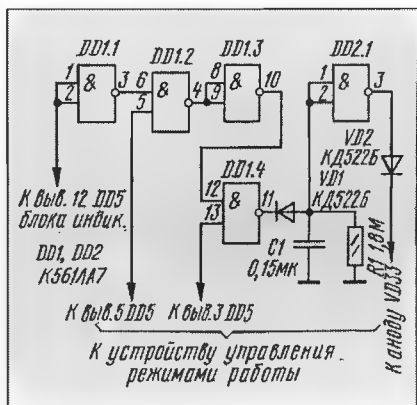 DD1.1
DD1.2
DD1.3
DD2.1
1
2
&
3
6
5
&
4
8
9
&
10
1
2
&
3
VD2
КД522Б
VD1
КД522Б
DD1.4
12
13
&
11
К выв. 12 DD5
блока индик.
DD1, DD2
К561ЛА7
C1
0,15мк
R1 1,8М
К выв.5 DD5
К выв.3 DD5
К аноду VD33
К устройству управления
режимами работы